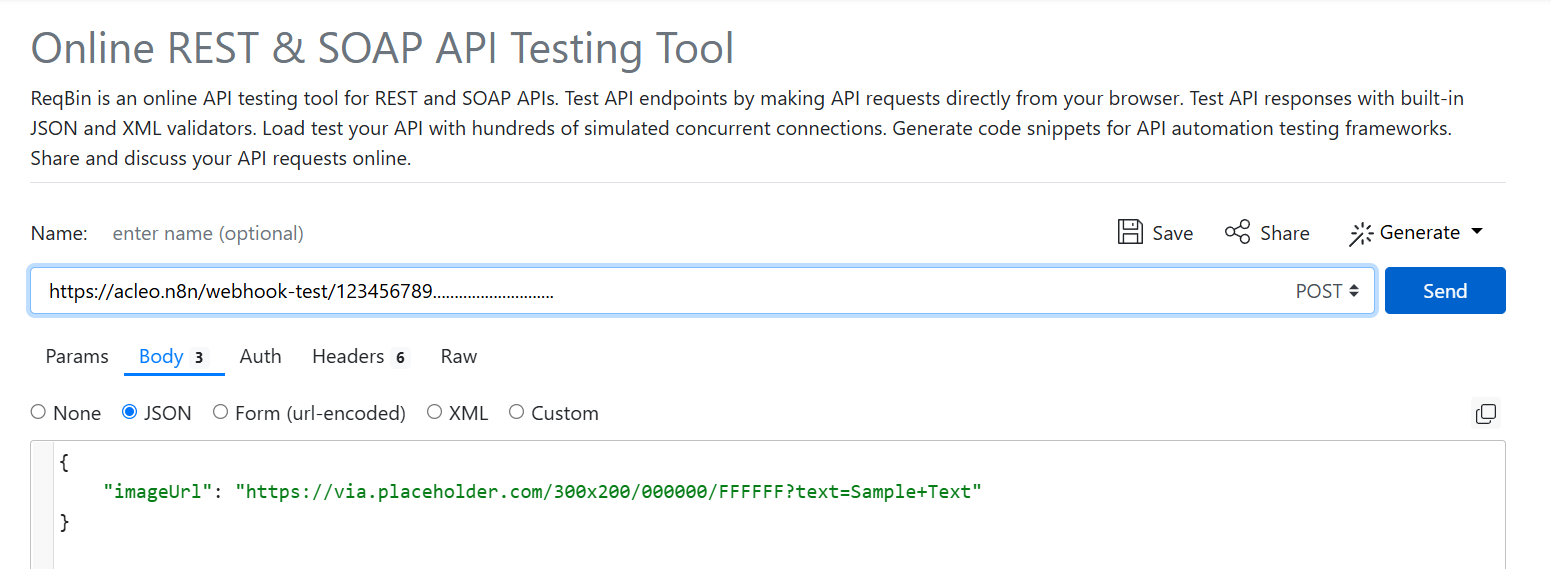 Online REST & SOAP API Testing Tool
ReqBin is an online API testing tool for REST and SOAP APIs. Test API endpoints by making API requests directly from your browser. Test API responses with built-in
JSON and XML validators. Load test your API with hundreds of simulated concurrent connections. Generate code snippets for API automation testing frameworks.
Share and discuss your API requests online.
Name: enter name (optional) Save Share Generate
https://acleo.n8n/webhook-test/123456789............................ POST Send
Params Body 3 Auth Headers 6 Raw
None JSON Form (url-encoded) XML Custom
{
"imageUrl": "https://via.placeholder.com/300x200/000000/FFFFFF?text=Sample+Text"
}